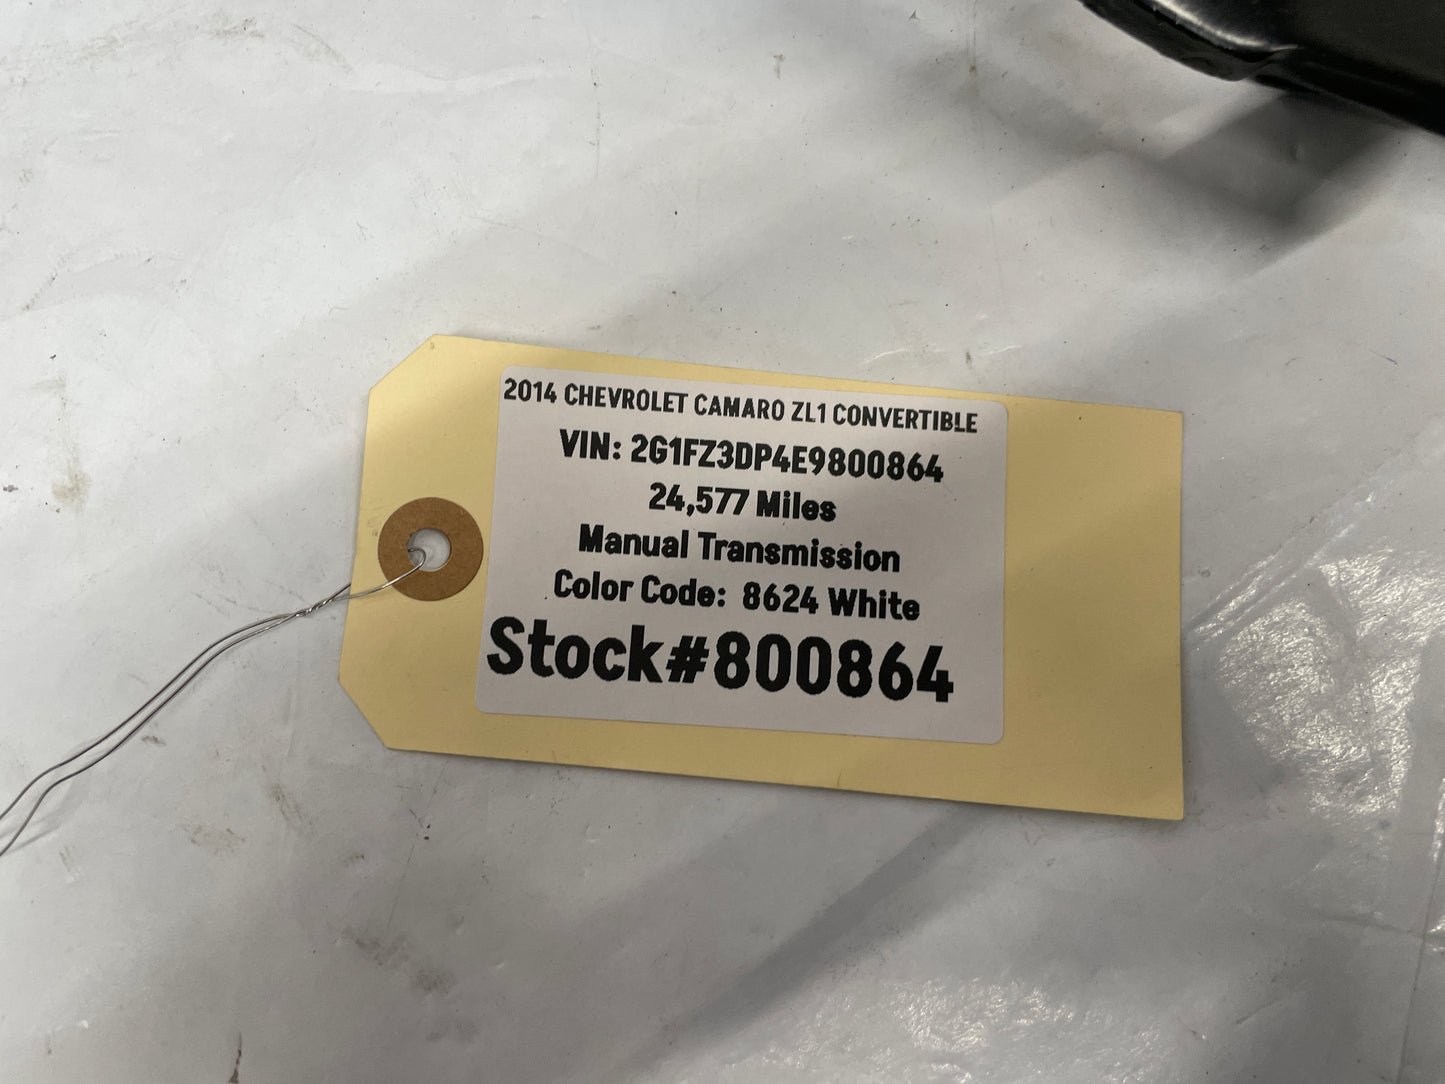 2014 CHEVROLET CAMARO ZL1 CONVERTIBLE
VIN: 2G1FZ3DP4E9800864
24,577 Miles
Manual Transmission
Color Code: 8624 White
Stock#800864